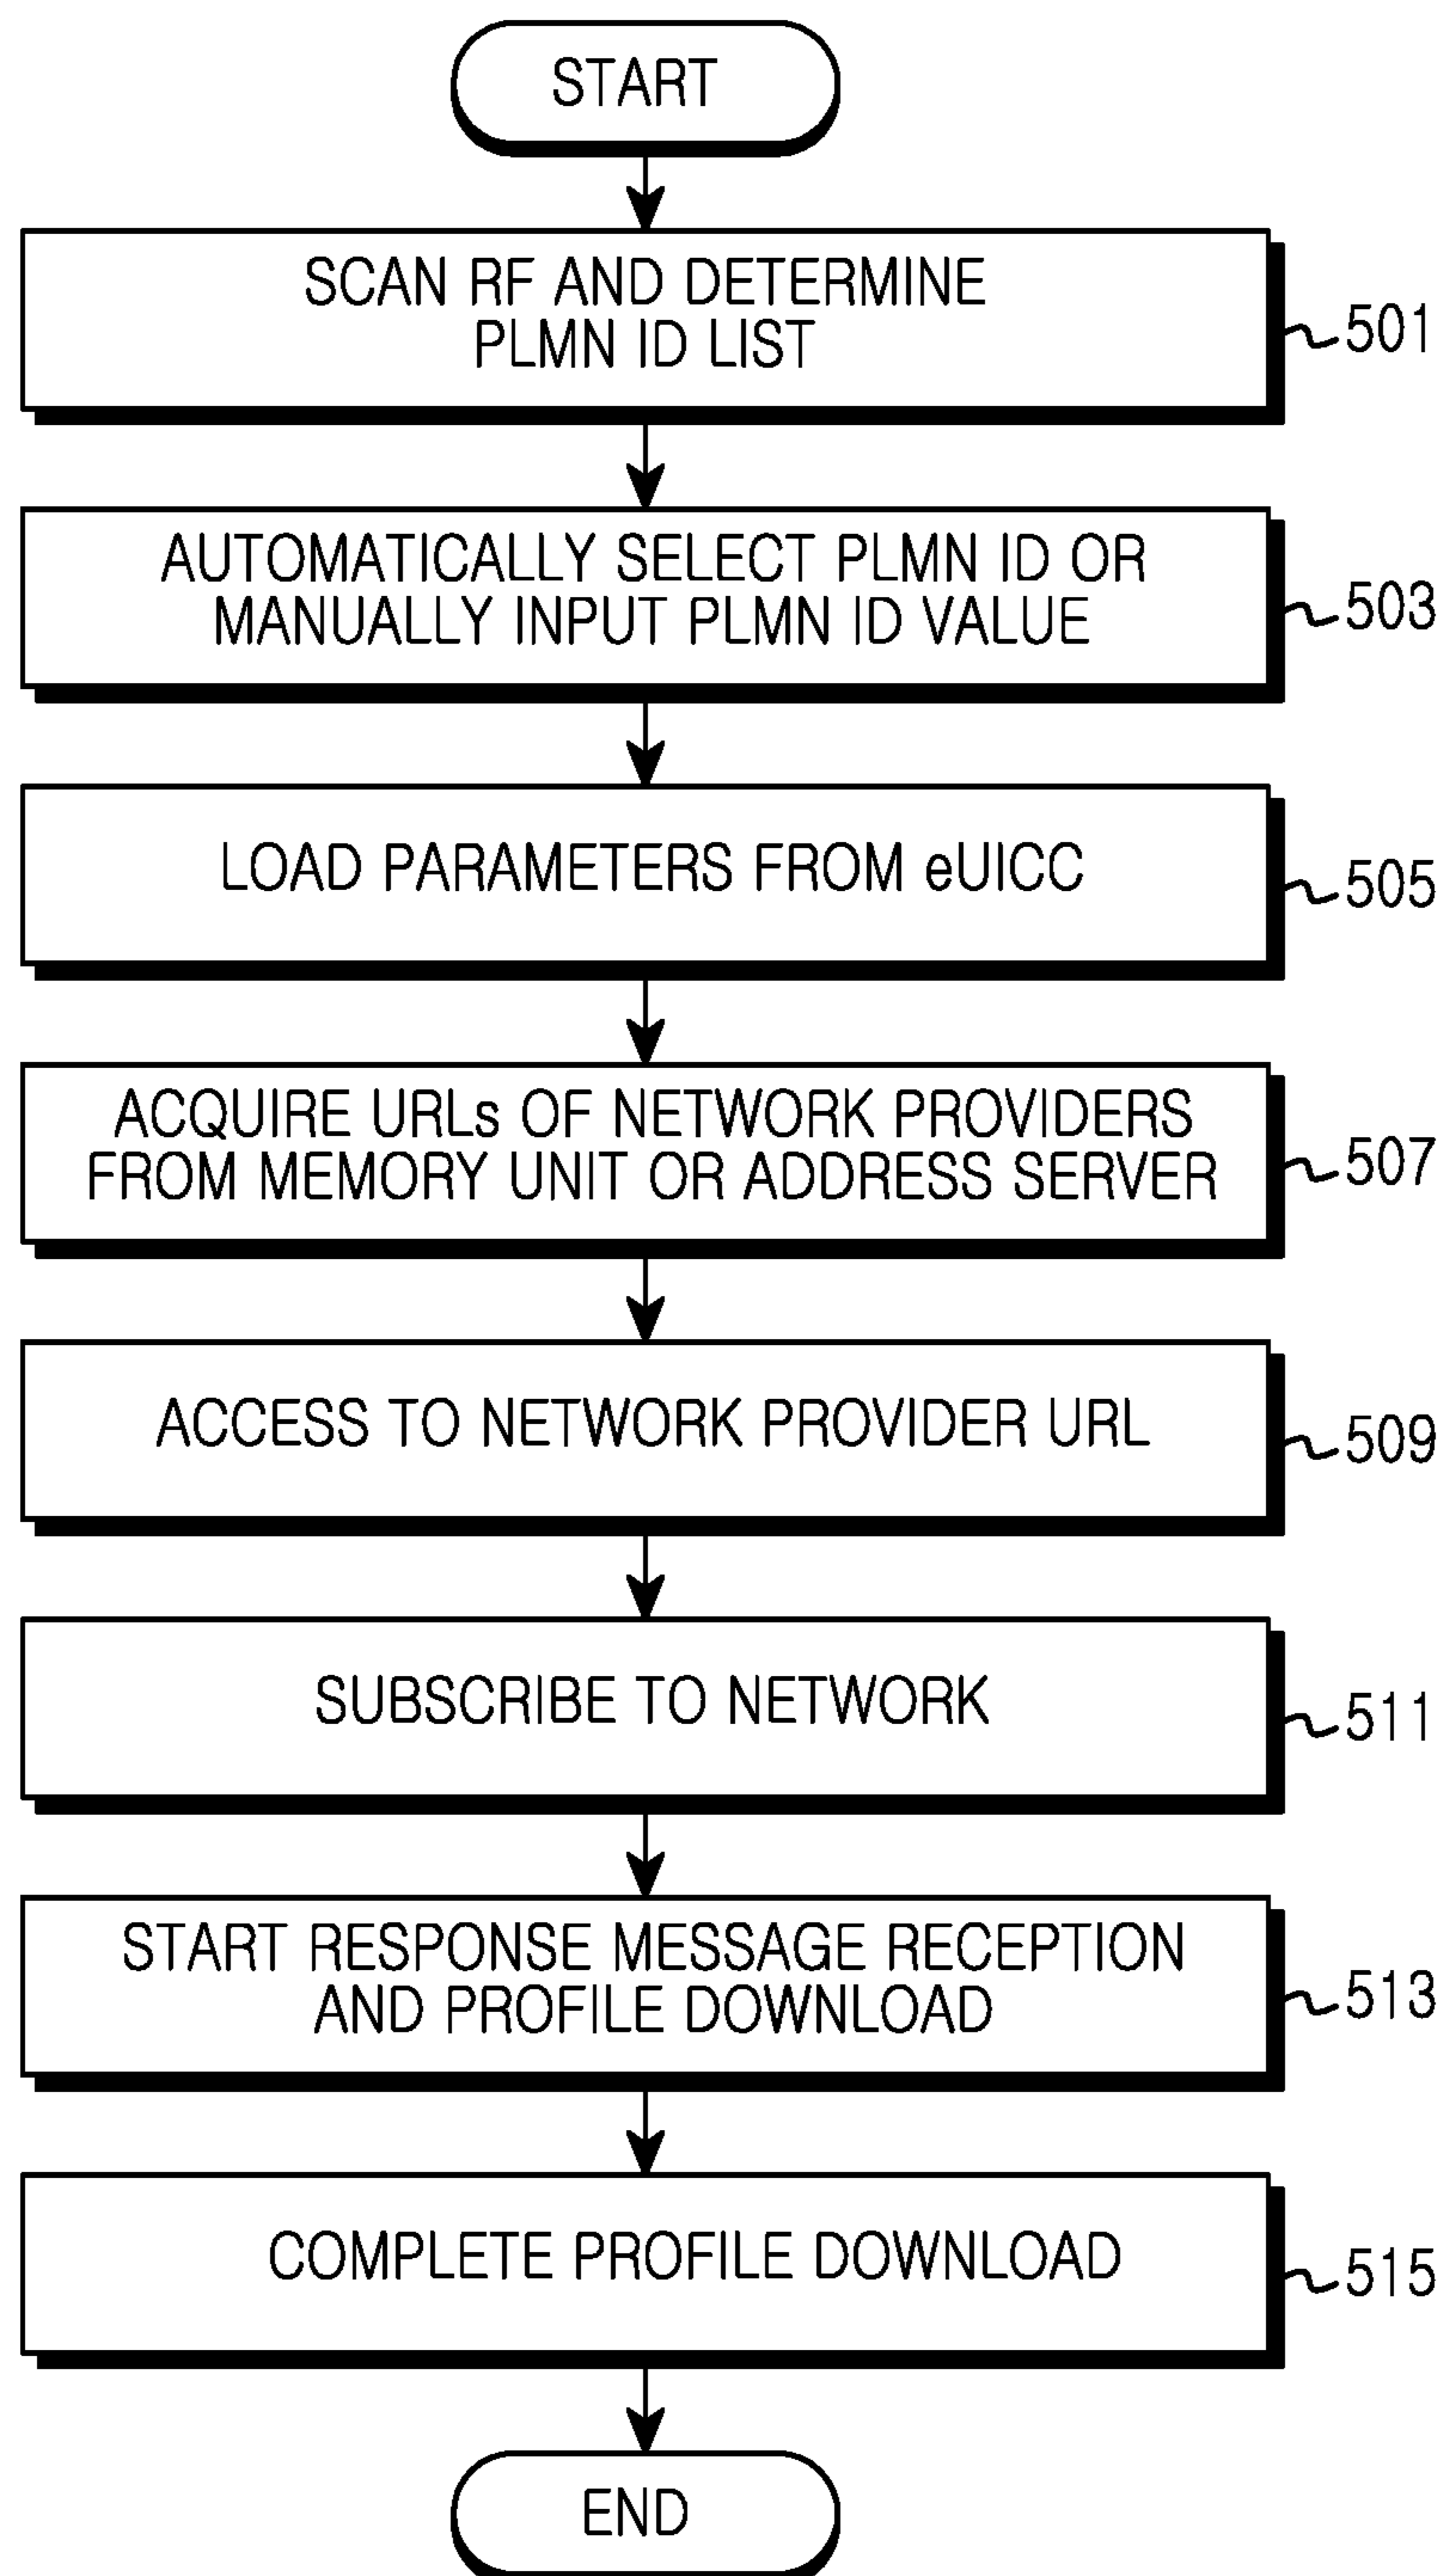 START
SCAN RF AND DETERMINE
PLMN ID LIST
501
AUTOMATICALLY SELECT PLMN ID OR
MANUALLY INPUT PLMN ID VALUE
503
LOAD PARAMETERS FROM eUICC
505
ACQUIRE URLs OF NETWORK PROVIDERS
FROM MEMORY UNIT OR ADDRESS SERVER
507
ACCESS TO NETWORK PROVIDER URL
509
SUBSCRIBE TO NETWORK
511
START RESPONSE MESSAGE RECEPTION
AND PROFILE DOWNLOAD
513
COMPLETE PROFILE DOWNLOAD
515
END